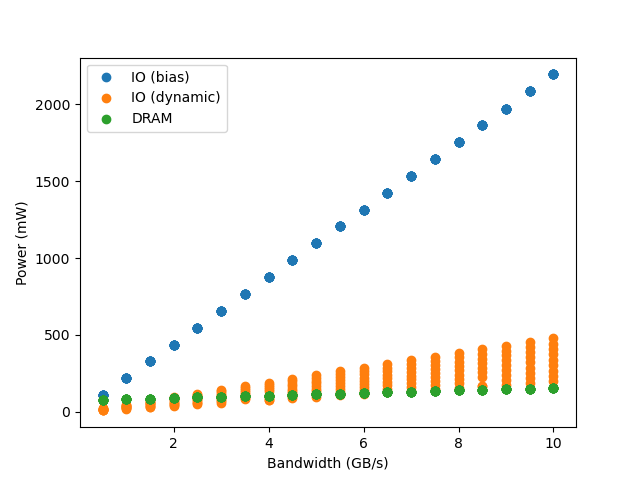 IO (bias)
IO (dynamic)
DRAM
Power (mW)
2000
1500
1000
500
0
2 4 6 8 10
Bandwidth (GB/s)